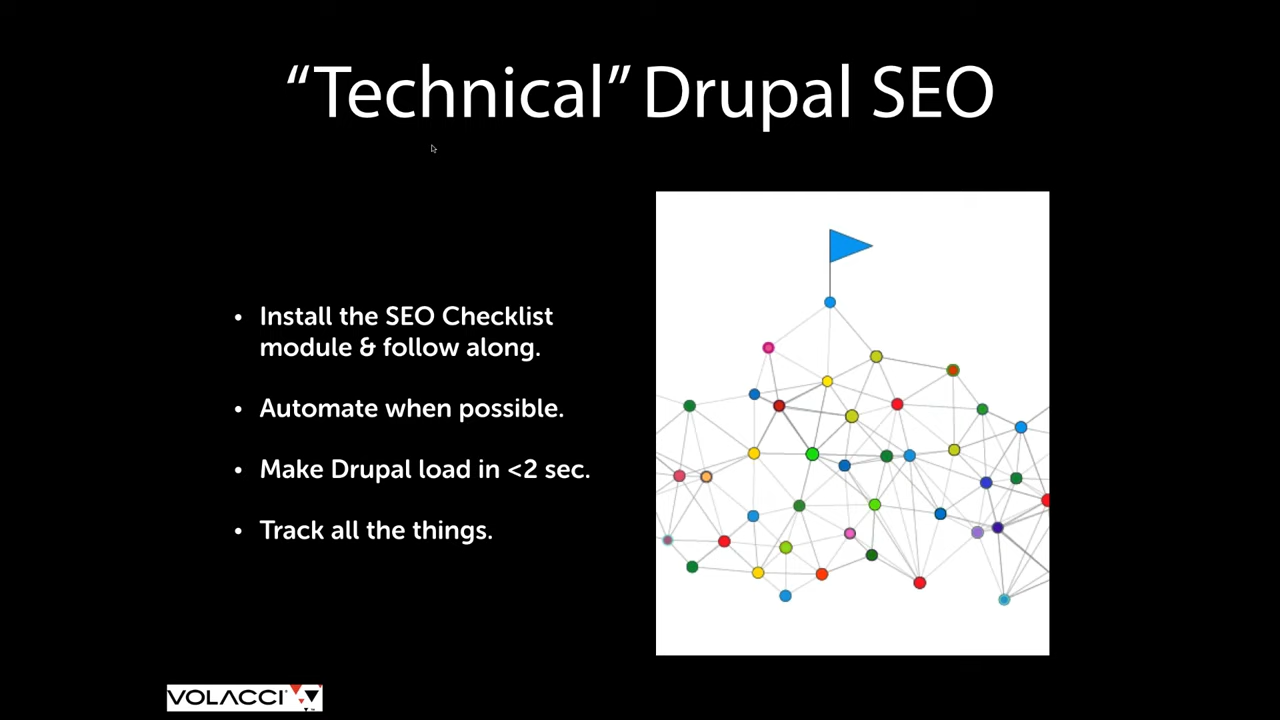 “Technical” Drupal SEO
• Install the SEO Checklist
module & follow along.
• Automate when possible.
• Make Drupal load in <2 sec.
• Track all the things.
VOLACCI